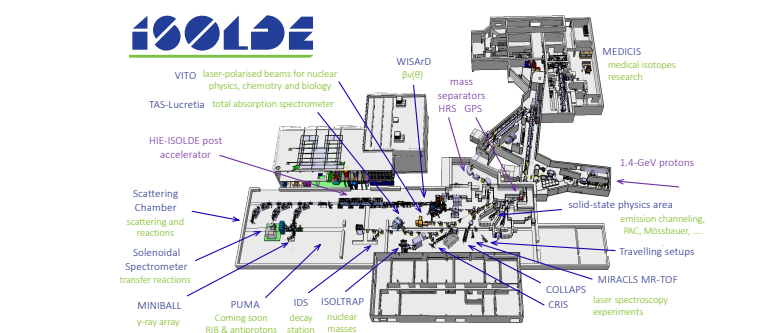 ISOLDE
VITO laser-polarised beams for nuclear
physics, chemistry and biology
WISArD
βν(θ)
MEDICIS
medical isotopes
research
mass
separators
HRS GPS
TAS-Lucretia total absorption spectrometer
HIE-ISOLDE post
accelerator
1.4-GeV protons
Scattering
Chamber
scattering and
reactions
solid-state physics area
emission channeling,
PAC, Mössbauer, ....
Solenoidal
Spectrometer
transfer reactions
Travelling setups
MINIBALL
γ-ray array
PUMA
Coming soon
RIB & antiprotons
IDS
decay
station
ISOLTRAP
nuclear
masses
MIRACLS MR-TOF
COLLAPS
CRIS
laser spectroscopy
experiments